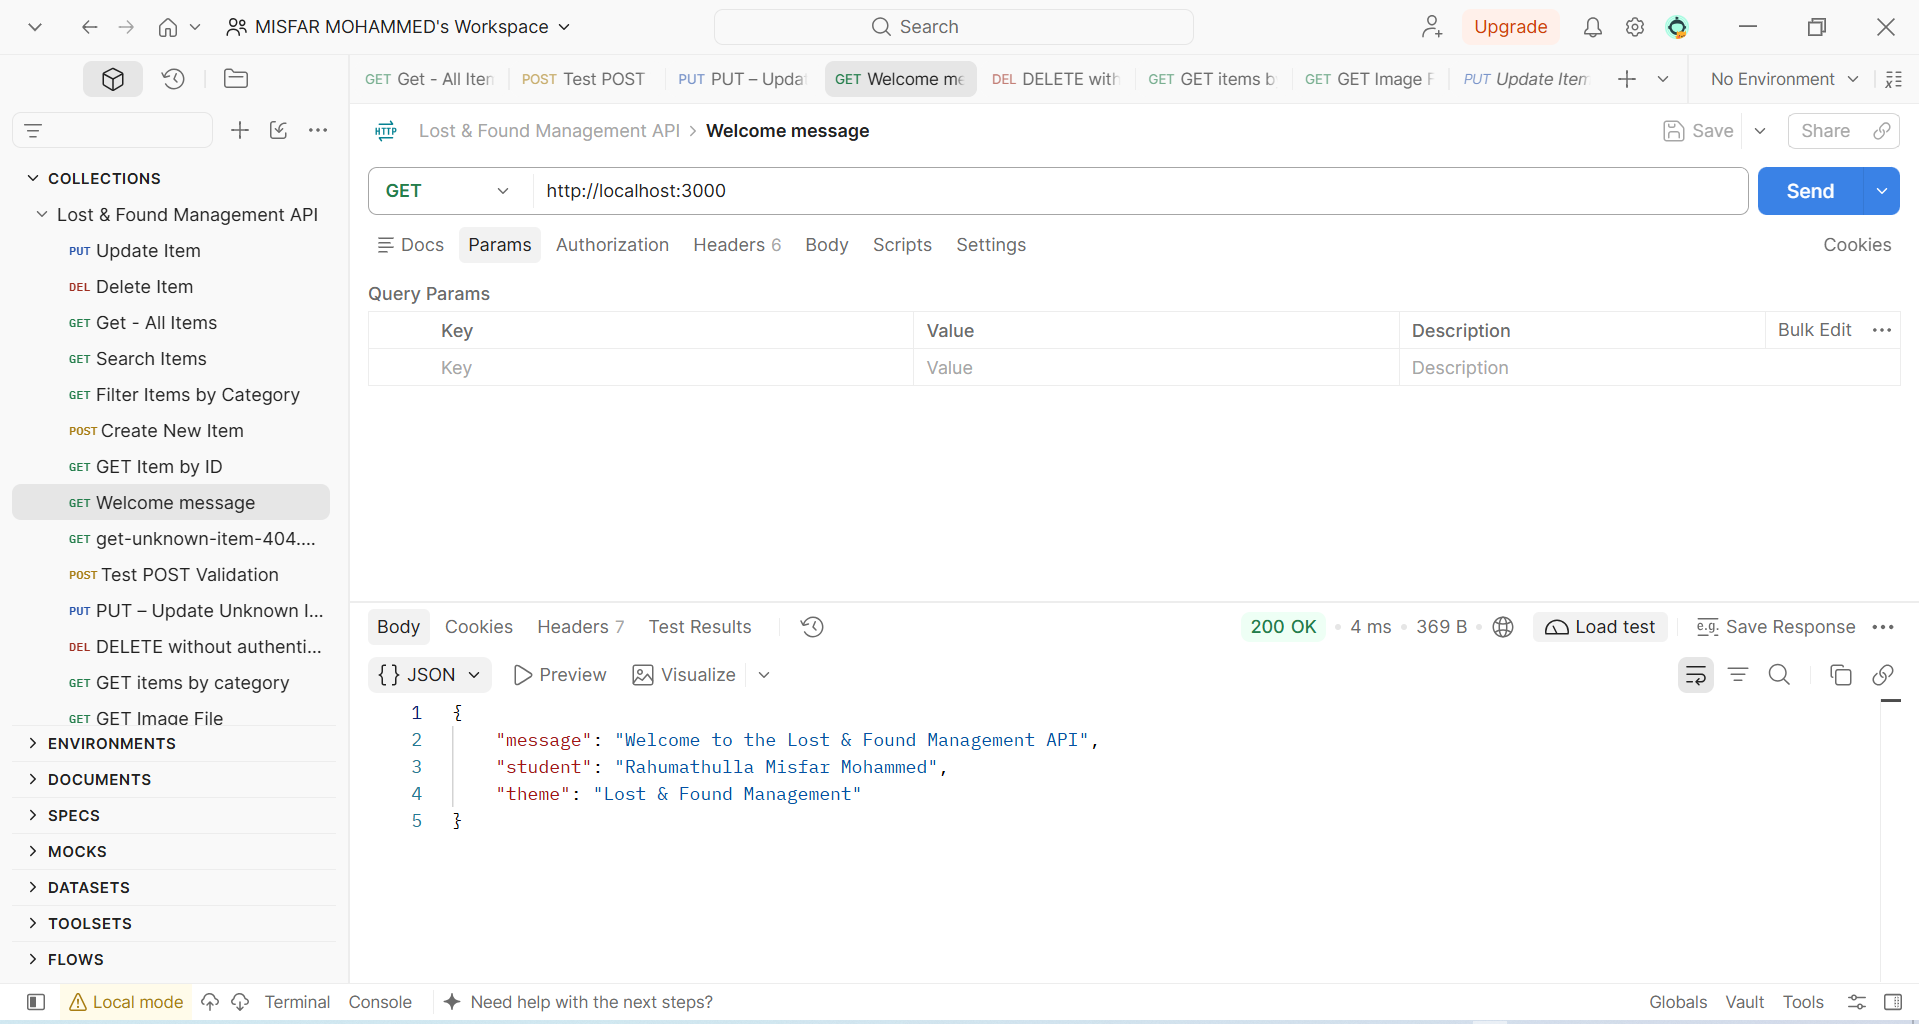 MISFAR MOHAMMED's Workspace
Search
Upgrade
GET Get - All Iten
POST Test POST
PUT PUT – Upda
GET Welcome me
DEL DELETE with
GET GET items b
GET GET Image F
PUT Update Iten
No Environment
HTTP Lost & Found Management API > Welcome message
Save
Share
COLLECTIONS
Lost & Found Management API
PUT Update Item
DEL Delete Item
GET Get - All Items
GET Search Items
GET Filter Items by Category
POST Create New Item
GET GET Item by ID
GET Welcome message
GET get-unknown-item-404....
POST Test POST Validation
PUT PUT – Update Unknown I...
DEL DELETE without authenti...
GET GET items by category
GET GET Image File
ENVIRONMENTS
DOCUMENTS
SPECS
MOCKS
DATASETS
TOOLSETS
FLOWS
GET http://localhost:3000
Send
Docs Params Authorization Headers 6 Body Scripts Settings
Cookies
Query Params
Key Value Description Bulk Edit
Key Value Description
Body Cookies Headers 7 Test Results
200 OK • 4 ms • 369 B •
Load test
e.g. Save Response
{} JSON Preview Visualize
1 {
2 "message": "Welcome to the Lost & Found Management API",
3 "student": "Rahumathulla Misfar Mohammed",
4 "theme": "Lost & Found Management"
5 }
Local mode Terminal Console Need help with the next steps?
Globals Vault Tools